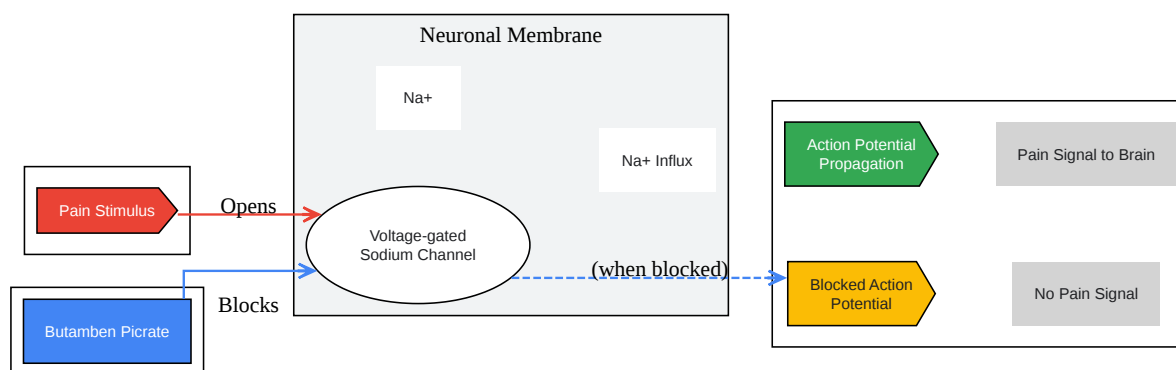 Neuronal Membrane
Na+
Na+ Influx
Pain Stimulus
Opens
Voltage-gated
Sodium Channel
Butamben Picrate
Blocks
(when blocked)
Action Potential
Propagation
Pain Signal to Brain
Blocked Action
Potential
No Pain Signal